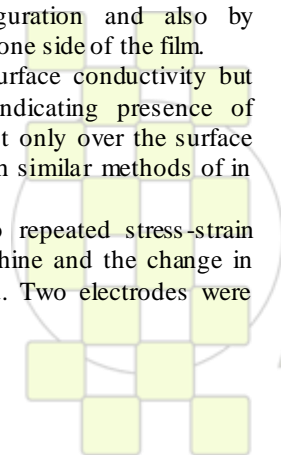 guration and also by
one side of the film.
urface conductivity but
ndicating presence of
t only over the surface
n similar methods of in
o repeated stress-strain
hine and the change in
. Two electrodes were